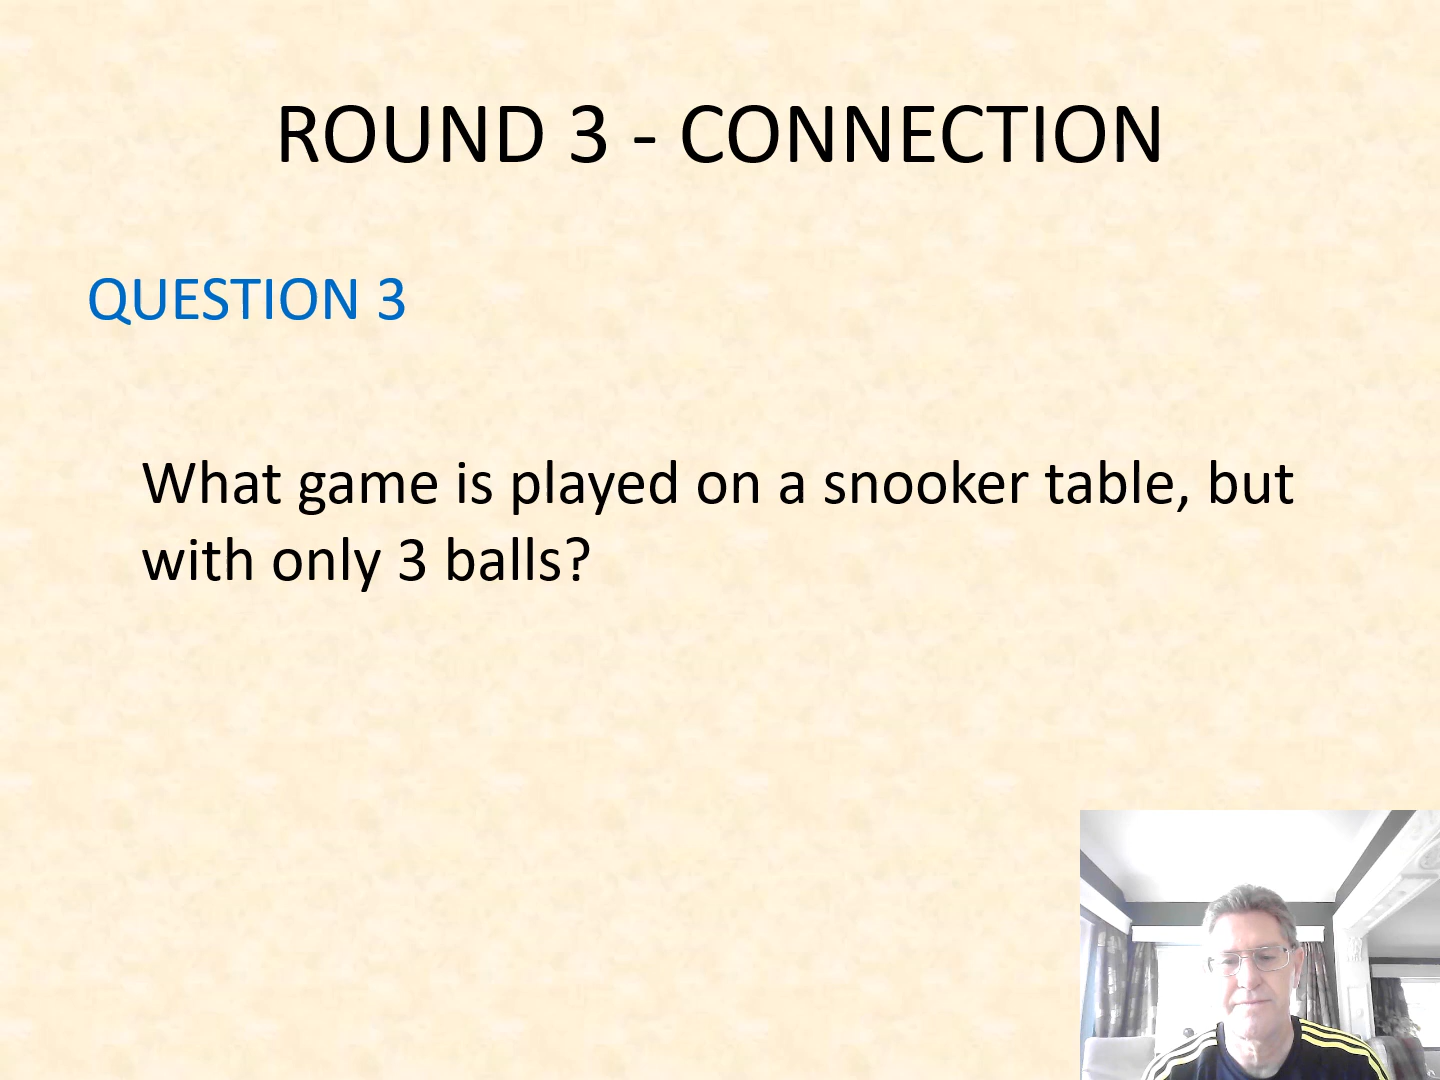 ROUND 3 - CONNECTION
QUESTION 3
What game is played on a snooker table, but
with only 3 balls?